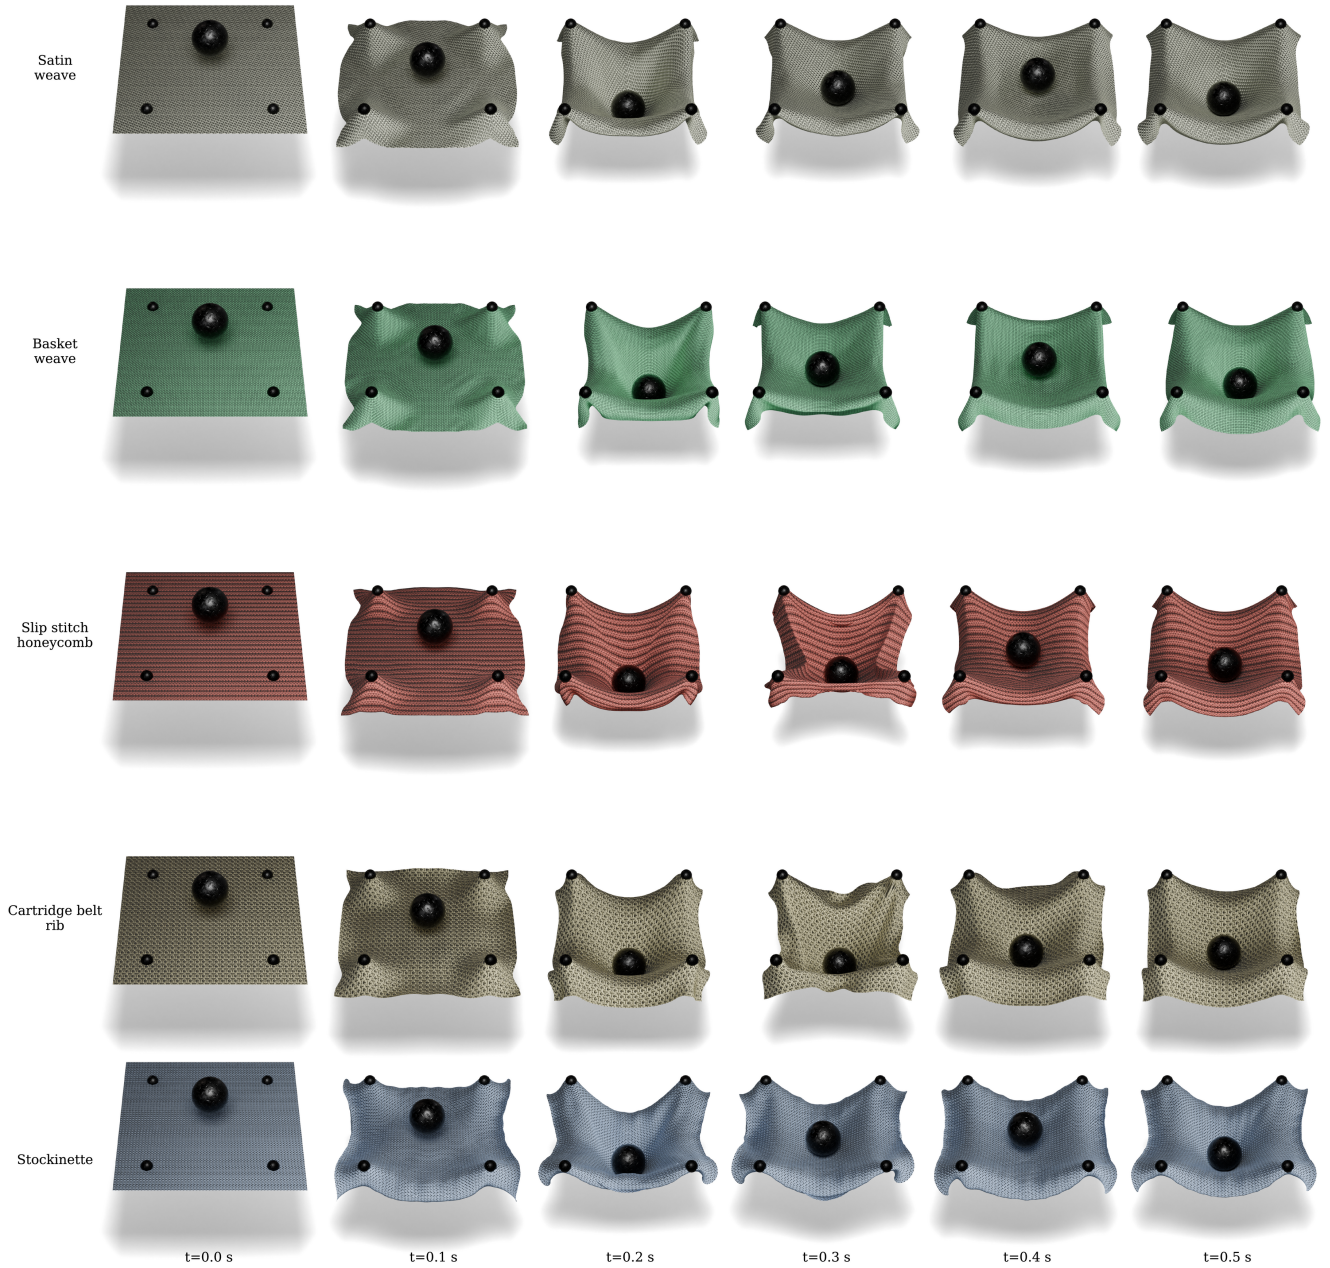 Satin
weave
Basket
weave
Slip stitch
honeycomb
Cartridge belt
rib
Stockinette
t=0.0 s
t=0.1 s
t=0.2 s
t=0.3 s
t=0.4 s
t=0.5 s